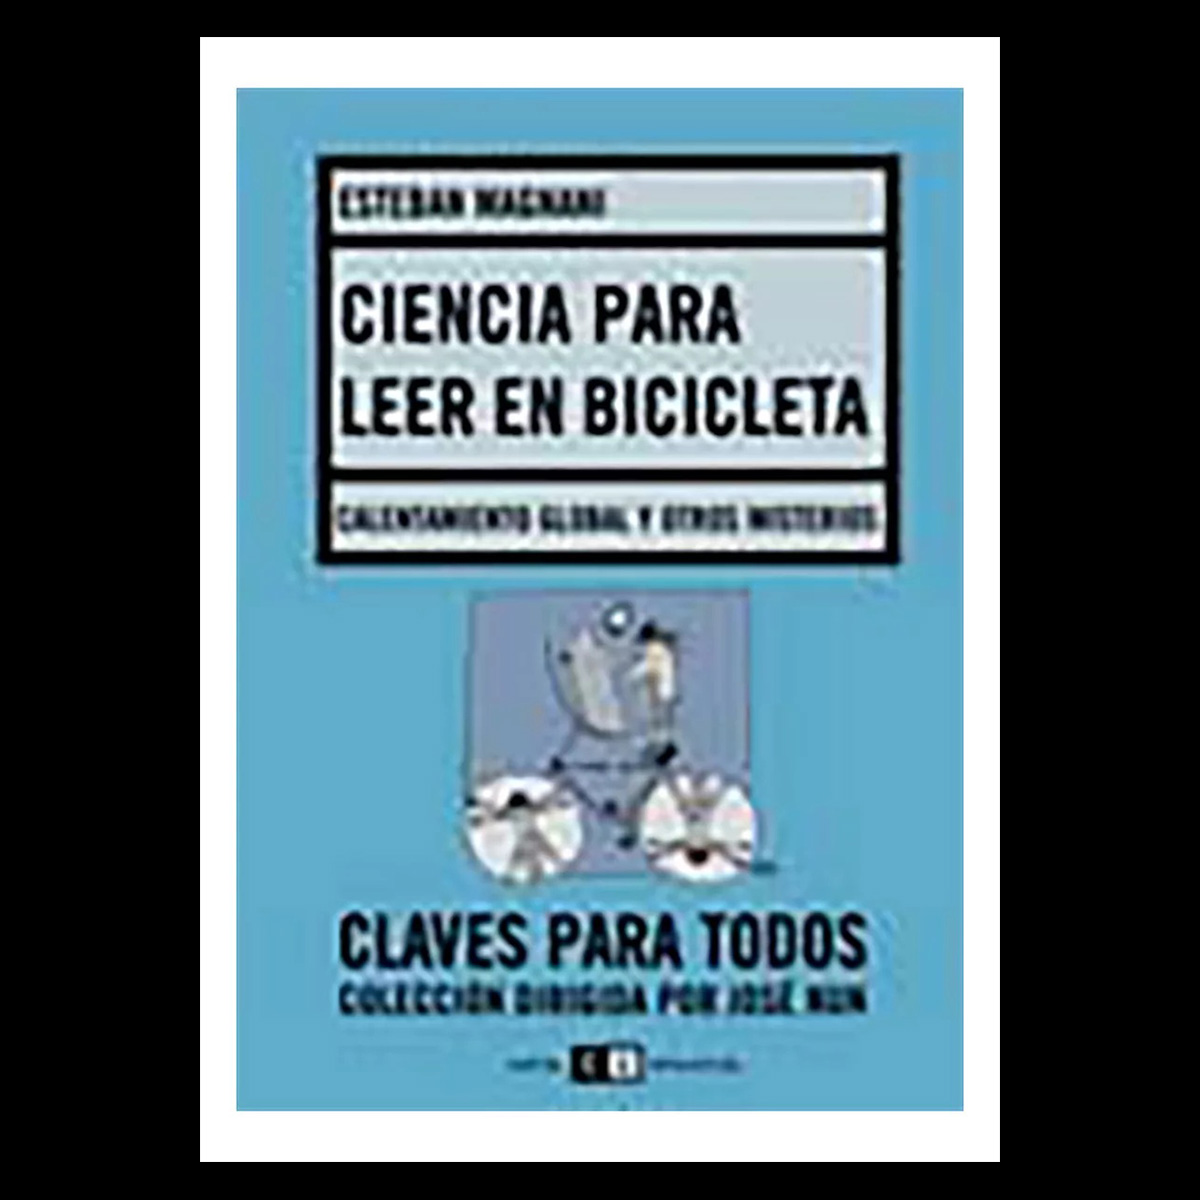 ESTEBAN MAGNANI
CIENCIA PARA
LEER EN BICICLETA
CALENTAMIENTO GLOBAL Y OTROS MISTERIOS
CLAVES PARA TODOS
COLECCIÓN DIRIGIDA POR JOSÉ NUN